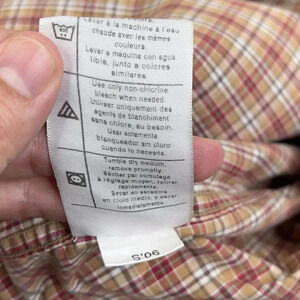 Laver à la machine à l'eau
chaude avec les mêmes
couleurs.
Lavar a maquina con agua
tibia, junto a colores
similares.
Use only non-chlorine
bleach when needed
Utiliser uniquement des
agents de blanchiment
sans chlore, au besoin.
Usar solamente
blanqueador sin cloro
cuando lo necesite.
Tumble dry medium,
remove promptly.
Sécher par culbutage
à réglage moyen, retirer
rapidement.
Secar en secadora
en ciclo medio, y sacar
inmediatamente
S'06